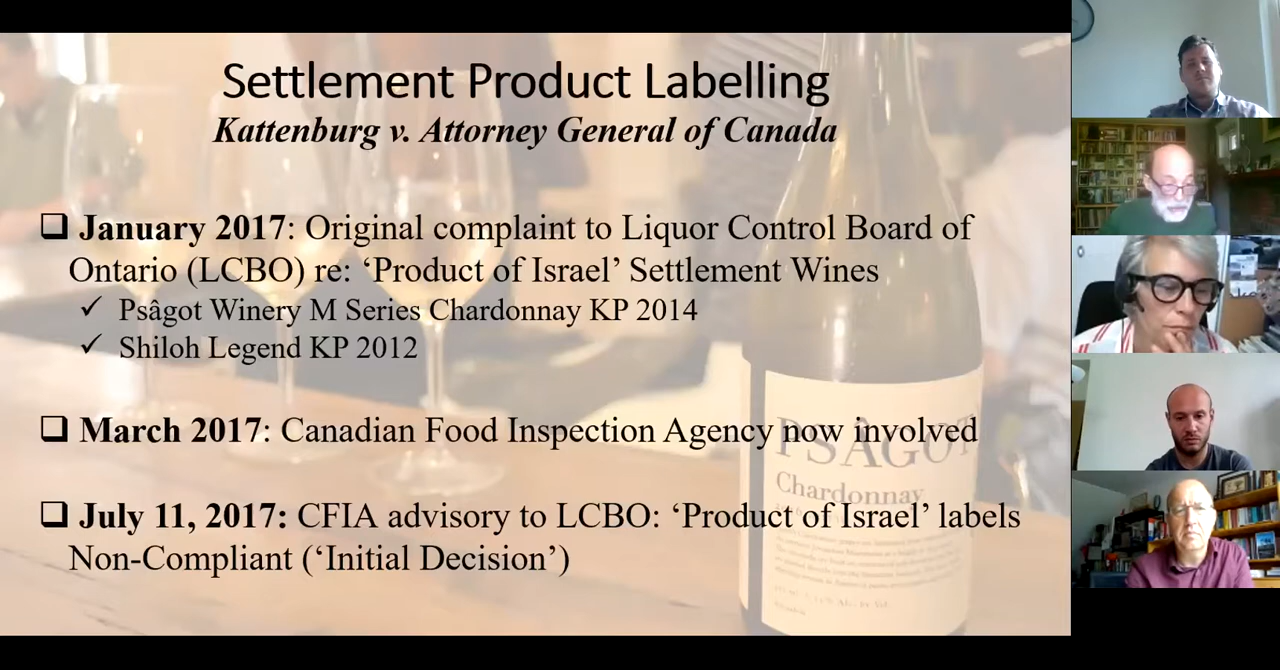 Settlement Product Labelling
Kattenburg v. Attorney General of Canada
January 2017: Original complaint to Liquor Control Board of
Ontario (LCBO) re: ‘Product of Israel’ Settlement Wines
Psâgot Winery M Series Chardonnay KP 2014
Shiloh Legend KP 2012
March 2017: Canadian Food Inspection Agency now involved
July 11, 2017: CFIA advisory to LCBO: ‘Product of Israel’ labels
Non-Compliant (‘Initial Decision’)
PSÂGOT
Chardonnay